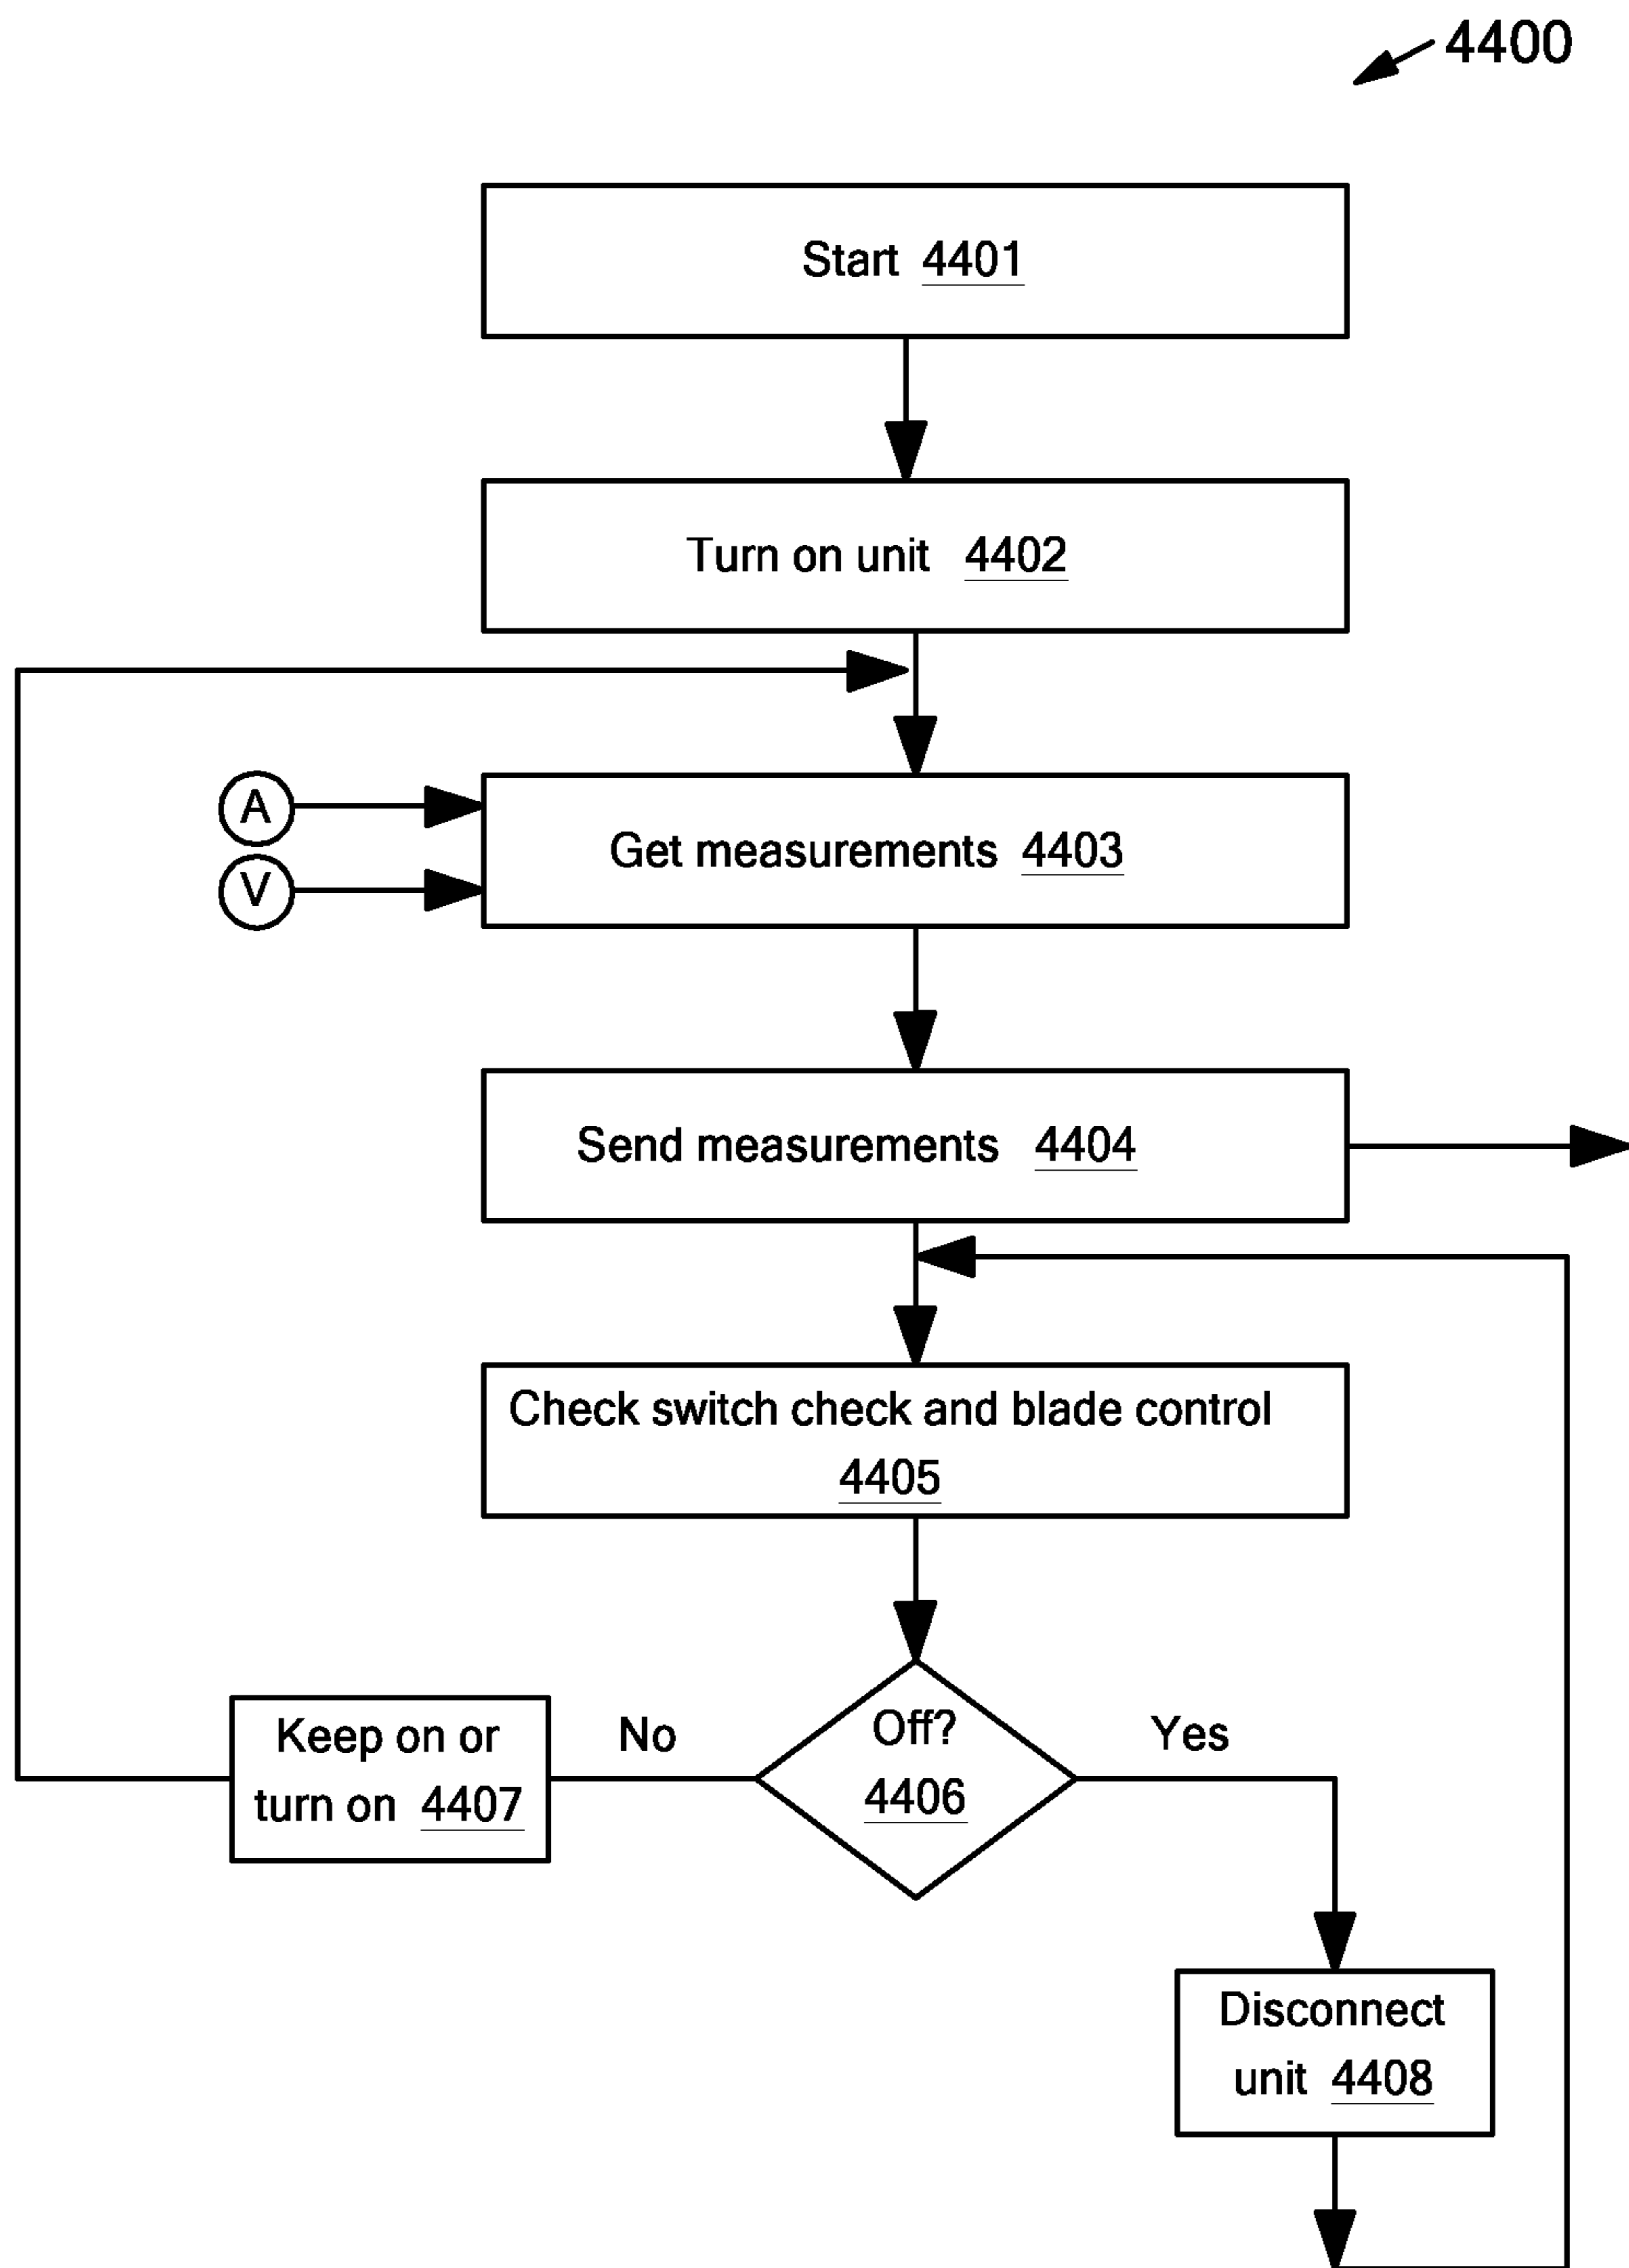 4400
Start 4401
Turn on unit 4402
A
Get measurements 4403
V
Send measurements 4404
Check switch check and blade control
4405
Off?
4406
No
Yes
Keep on or
turn on 4407
Disconnect
unit 4408